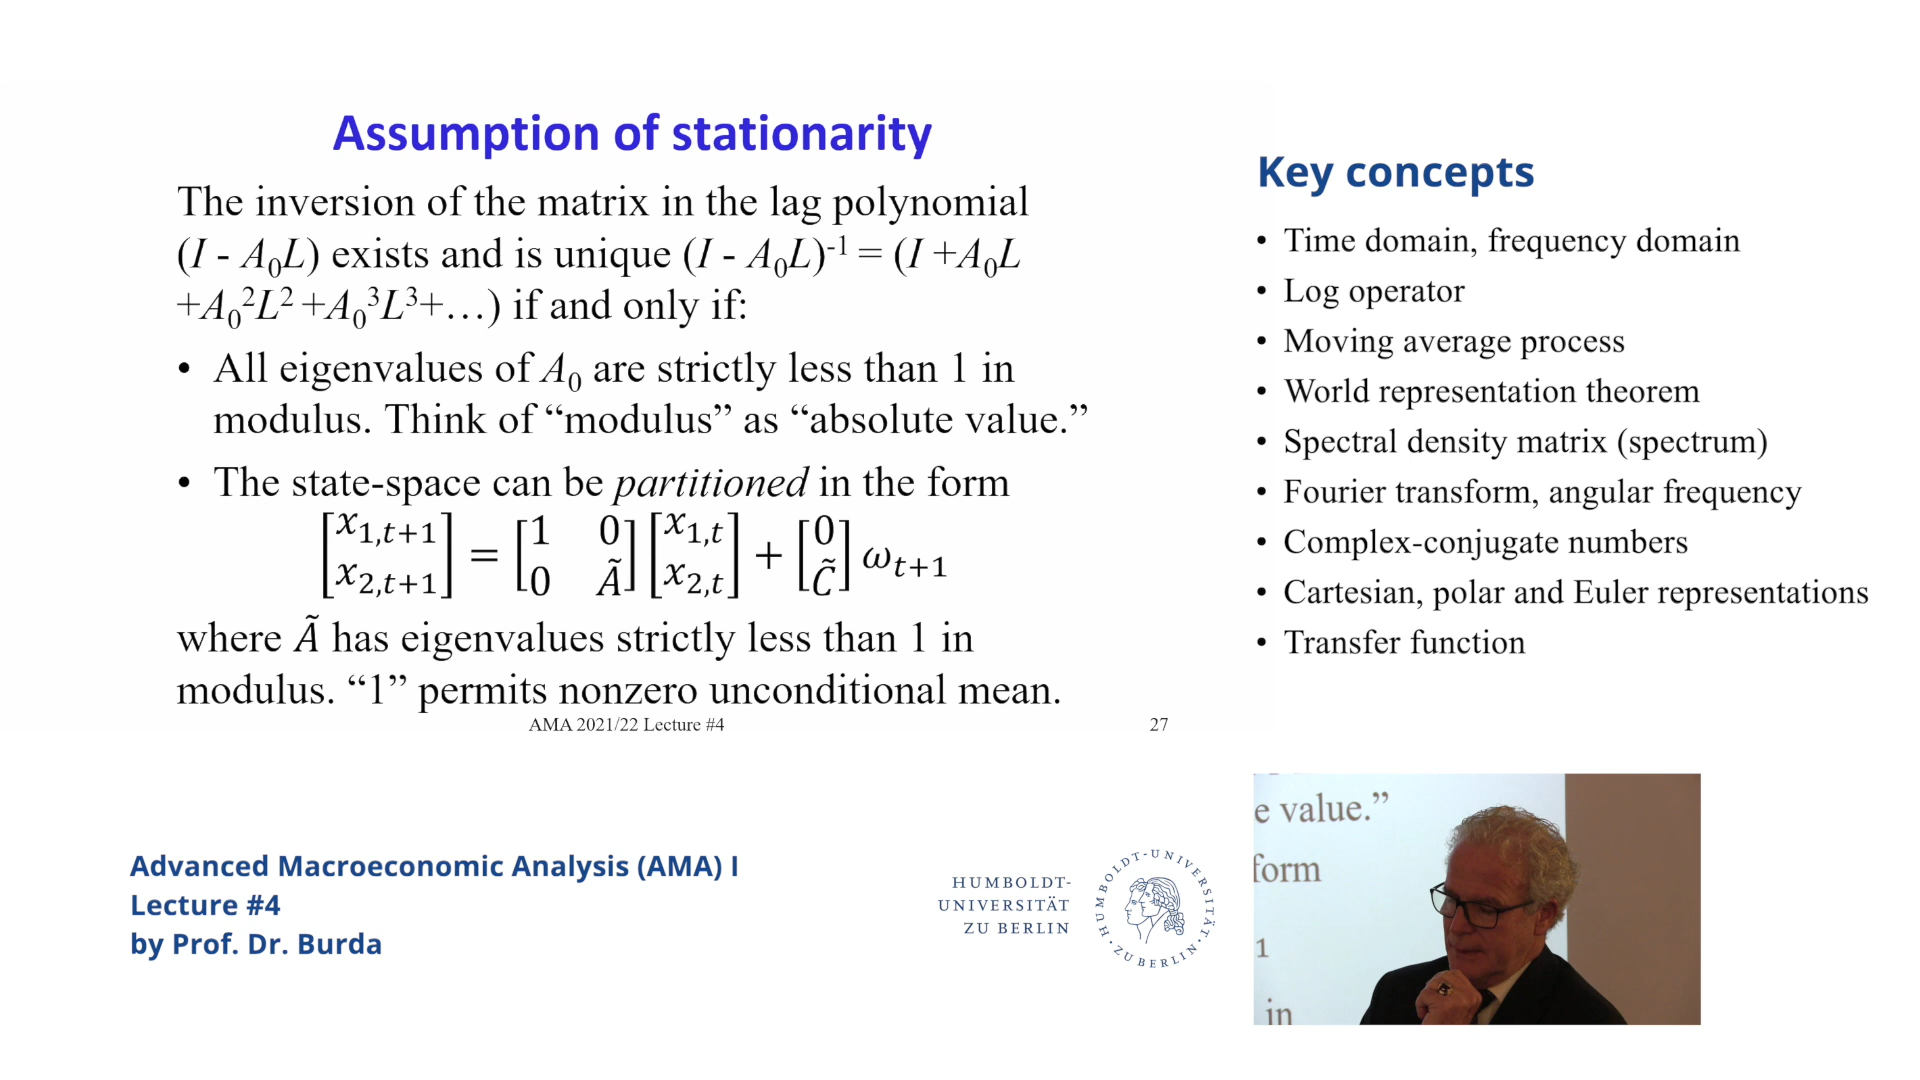 Assumption of stationarity
The inversion of the matrix in the lag polynomial
(I - A₀L) exists and is unique (I - A₀L)⁻¹ = (I +A₀L
+A₀²L² +A₀³L³+…) if and only if:
• All eigenvalues of A₀ are strictly less than 1 in
modulus. Think of “modulus” as “absolute value.”
• The state-space can be partitioned in the form
[x₁,ₜ₊₁ x₂,ₜ₊₁] = [1 0 0 Ã] [x₁,ₜ x₂,ₜ] + [0 C̃] ωₜ₊₁
where Ã has eigenvalues strictly less than 1 in
modulus. “1” permits nonzero unconditional mean.
AMA 2021/22 Lecture #4
27
Key concepts
• Time domain, frequency domain
• Log operator
• Moving average process
• World representation theorem
• Spectral density matrix (spectrum)
• Fourier transform, angular frequency
• Complex-conjugate numbers
• Cartesian, polar and Euler representations
• Transfer function
Advanced Macroeconomic Analysis (AMA) I
Lecture #4
by Prof. Dr. Burda
HUMBOLDT-
UNIVERSITÄT
ZU BERLIN
HUMBOLDT-UNIVERSITÄT · ZU BERLIN ·
e value.”
form
1
in